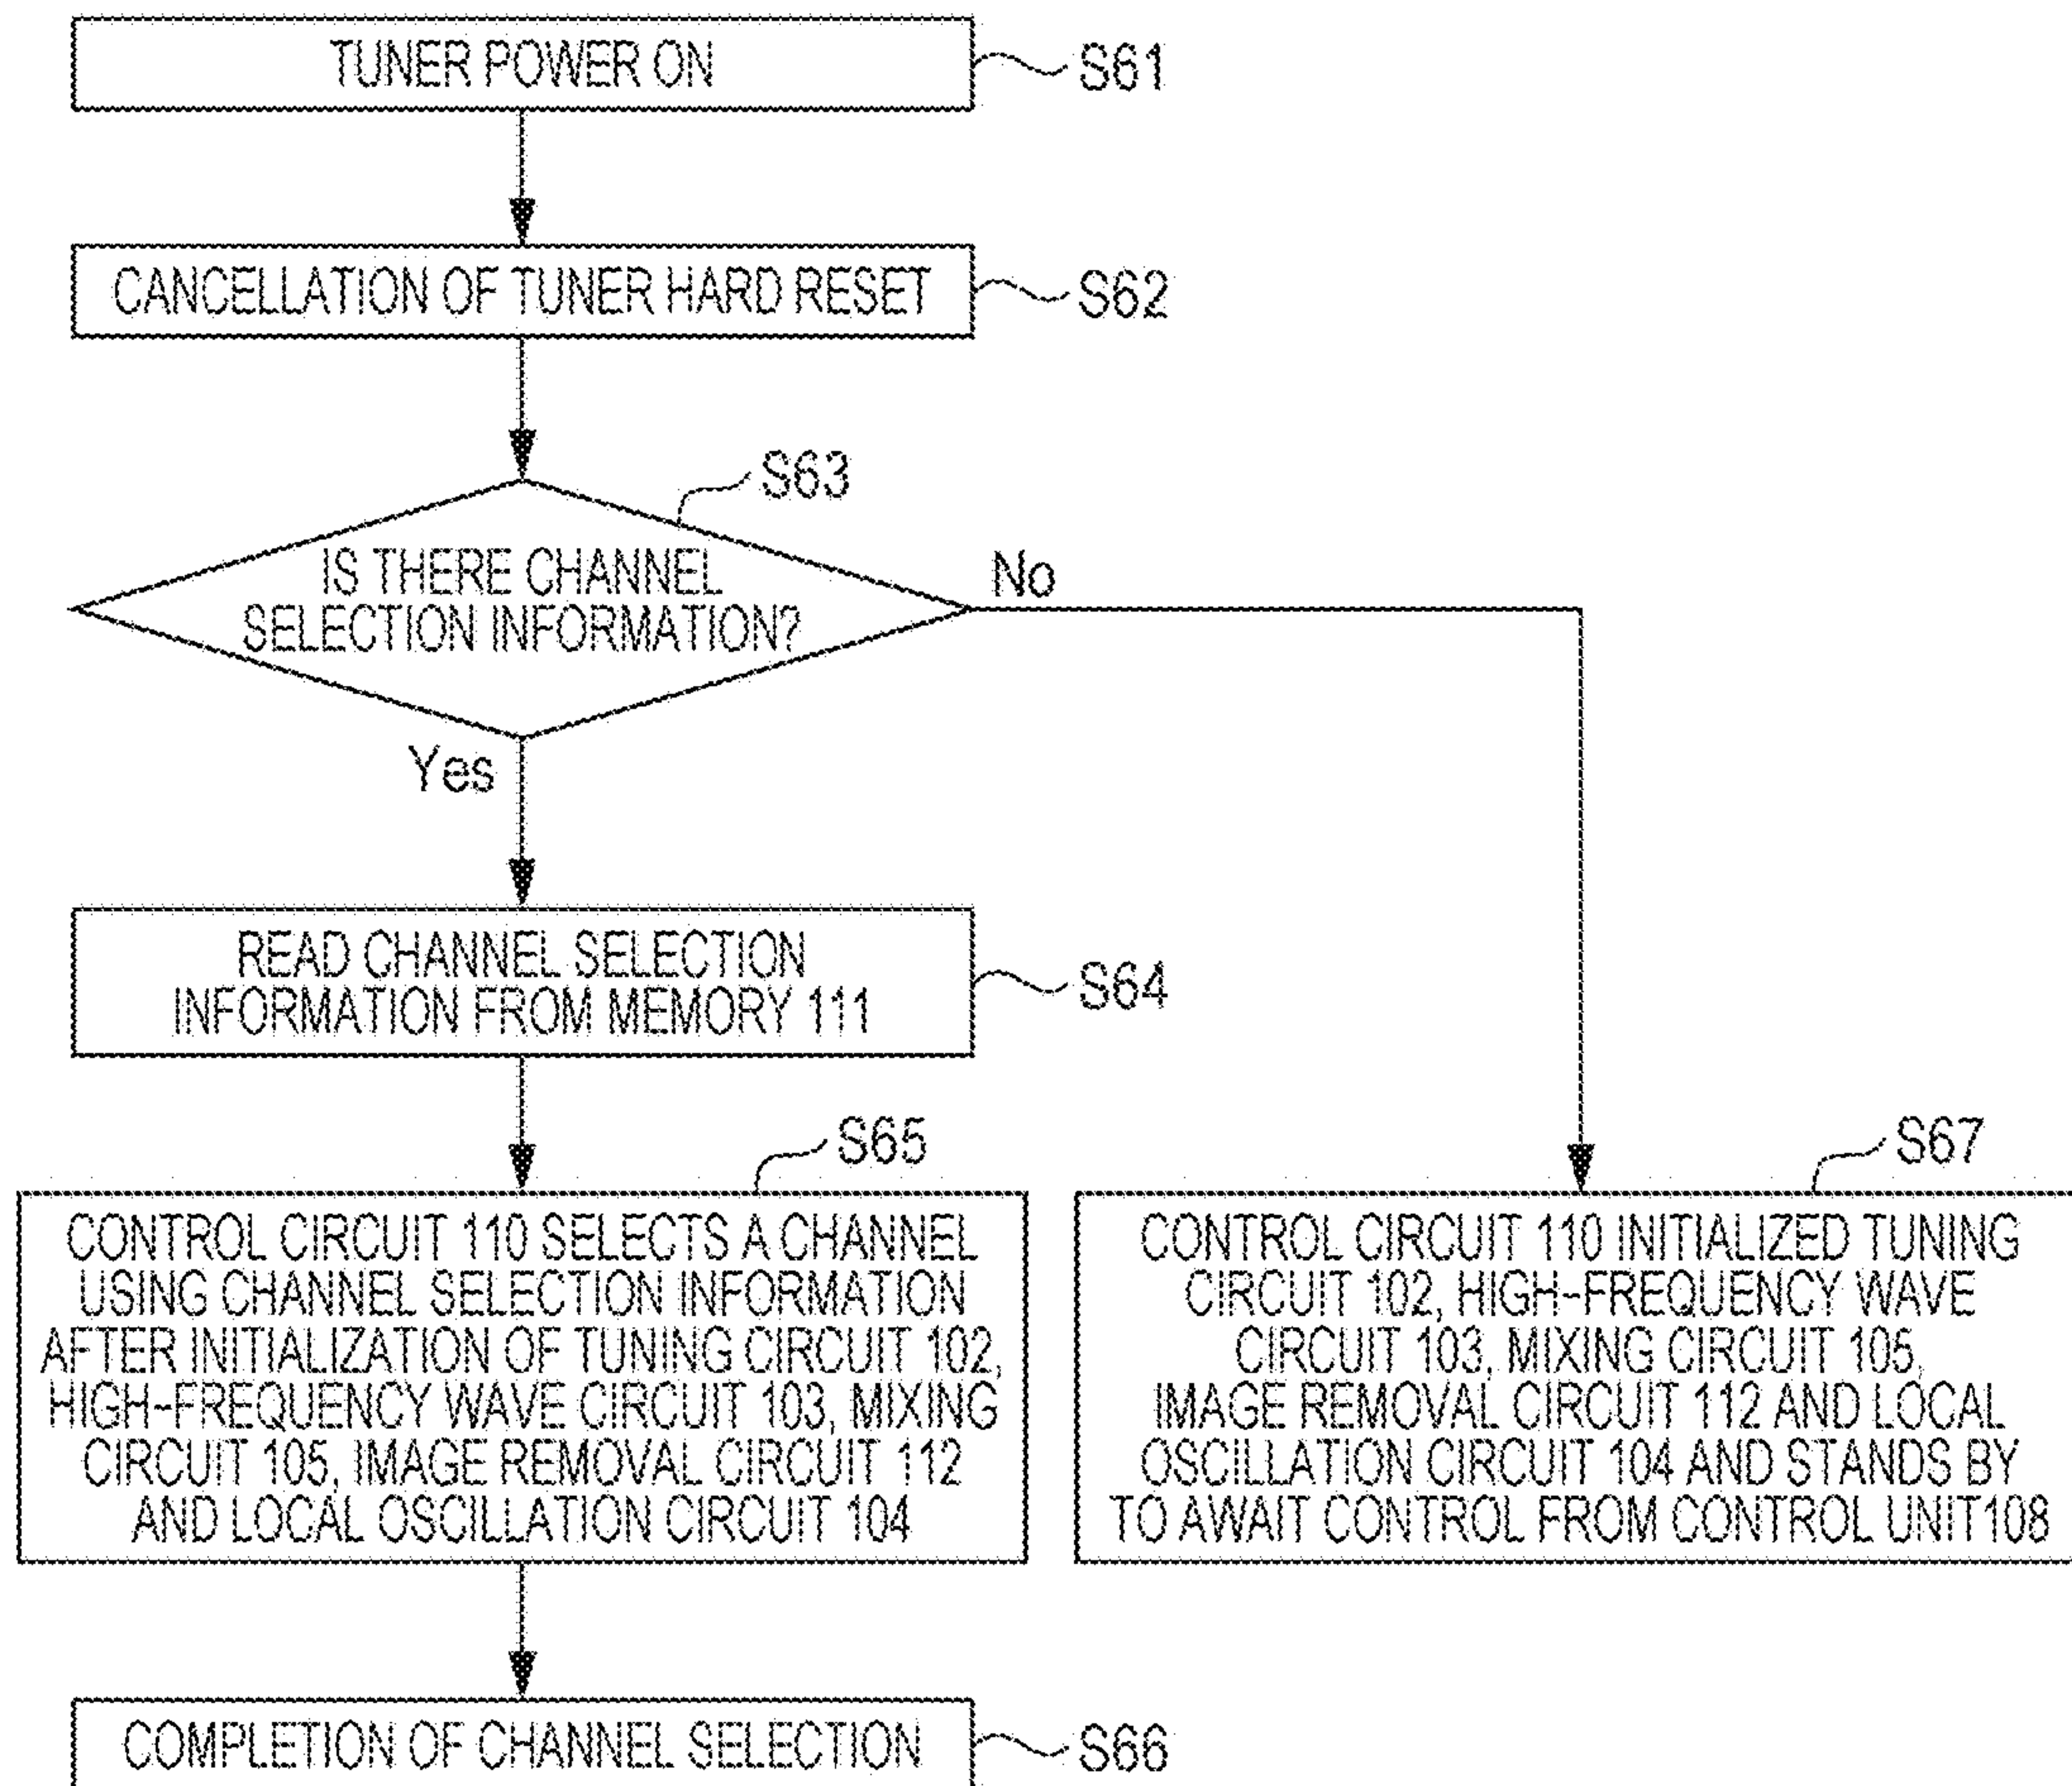 TUNER POWER ON
S61
CANCELLATION OF TUNER HARD RESET
S62
S63
IS THERE CHANNEL
SELECTION INFORMATION?
No
Yes
READ CHANNEL SELECTION
INFORMATION FROM MEMORY 111
S64
S65
CONTROL CIRCUIT 110 SELECTS A CHANNEL
USING CHANNEL SELECTION INFORMATION
AFTER INITIALIZATION OF TUNING CIRCUIT 102,
HIGH-FREQUENCY WAVE CIRCUIT 103, MIXING
CIRCUIT 105, IMAGE REMOVAL CIRCUIT 112
AND LOCAL OSCILLATION CIRCUIT 104
S67
CONTROL CIRCUIT 110 INITIALIZED TUNING
CIRCUIT 102, HIGH-FREQUENCY WAVE
CIRCUIT 103, MIXING CIRCUIT 105,
IMAGE REMOVAL CIRCUIT 112 AND LOCAL
OSCILLATION CIRCUIT 104 AND STANDS BY
TO AWAIT CONTROL FROM CONTROL UNIT108
COMPLETION OF CHANNEL SELECTION
S66